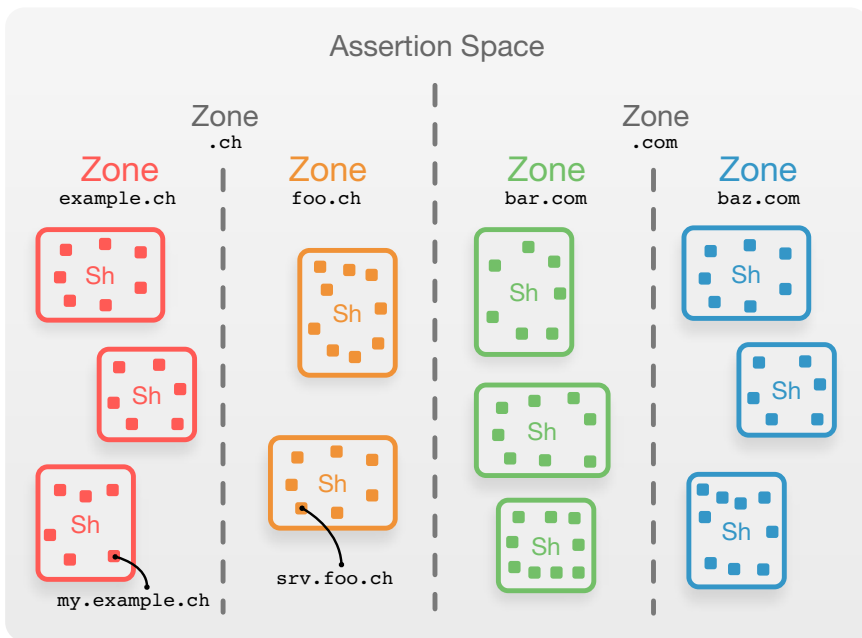 Assertion Space
Zone
.ch
Zone
.com
Zone
example.ch
Zone
foo.ch
Zone
bar.com
Zone
baz.com
Sh
Sh
Sh
my.example.ch
Sh
Sh
srv.foo.ch
Sh
Sh
Sh
Sh
Sh
Sh